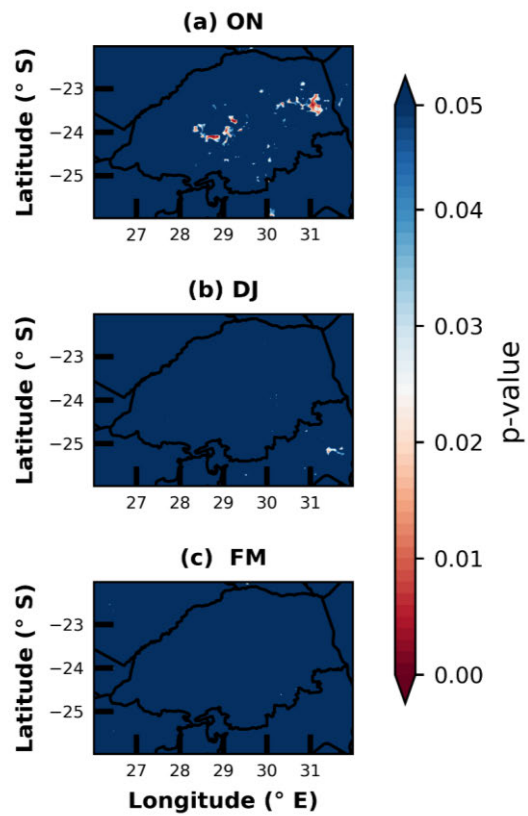 (a) ON
Latitude (° S)
−23
−24
−25
27 28 29 30 31
(b) DJ
Latitude (° S)
−23
−24
−25
27 28 29 30 31
(c) FM
Latitude (° S)
−23
−24
−25
27 28 29 30 31
Longitude (° E)
0.05
0.04
0.03
0.02
0.01
0.00
p-value